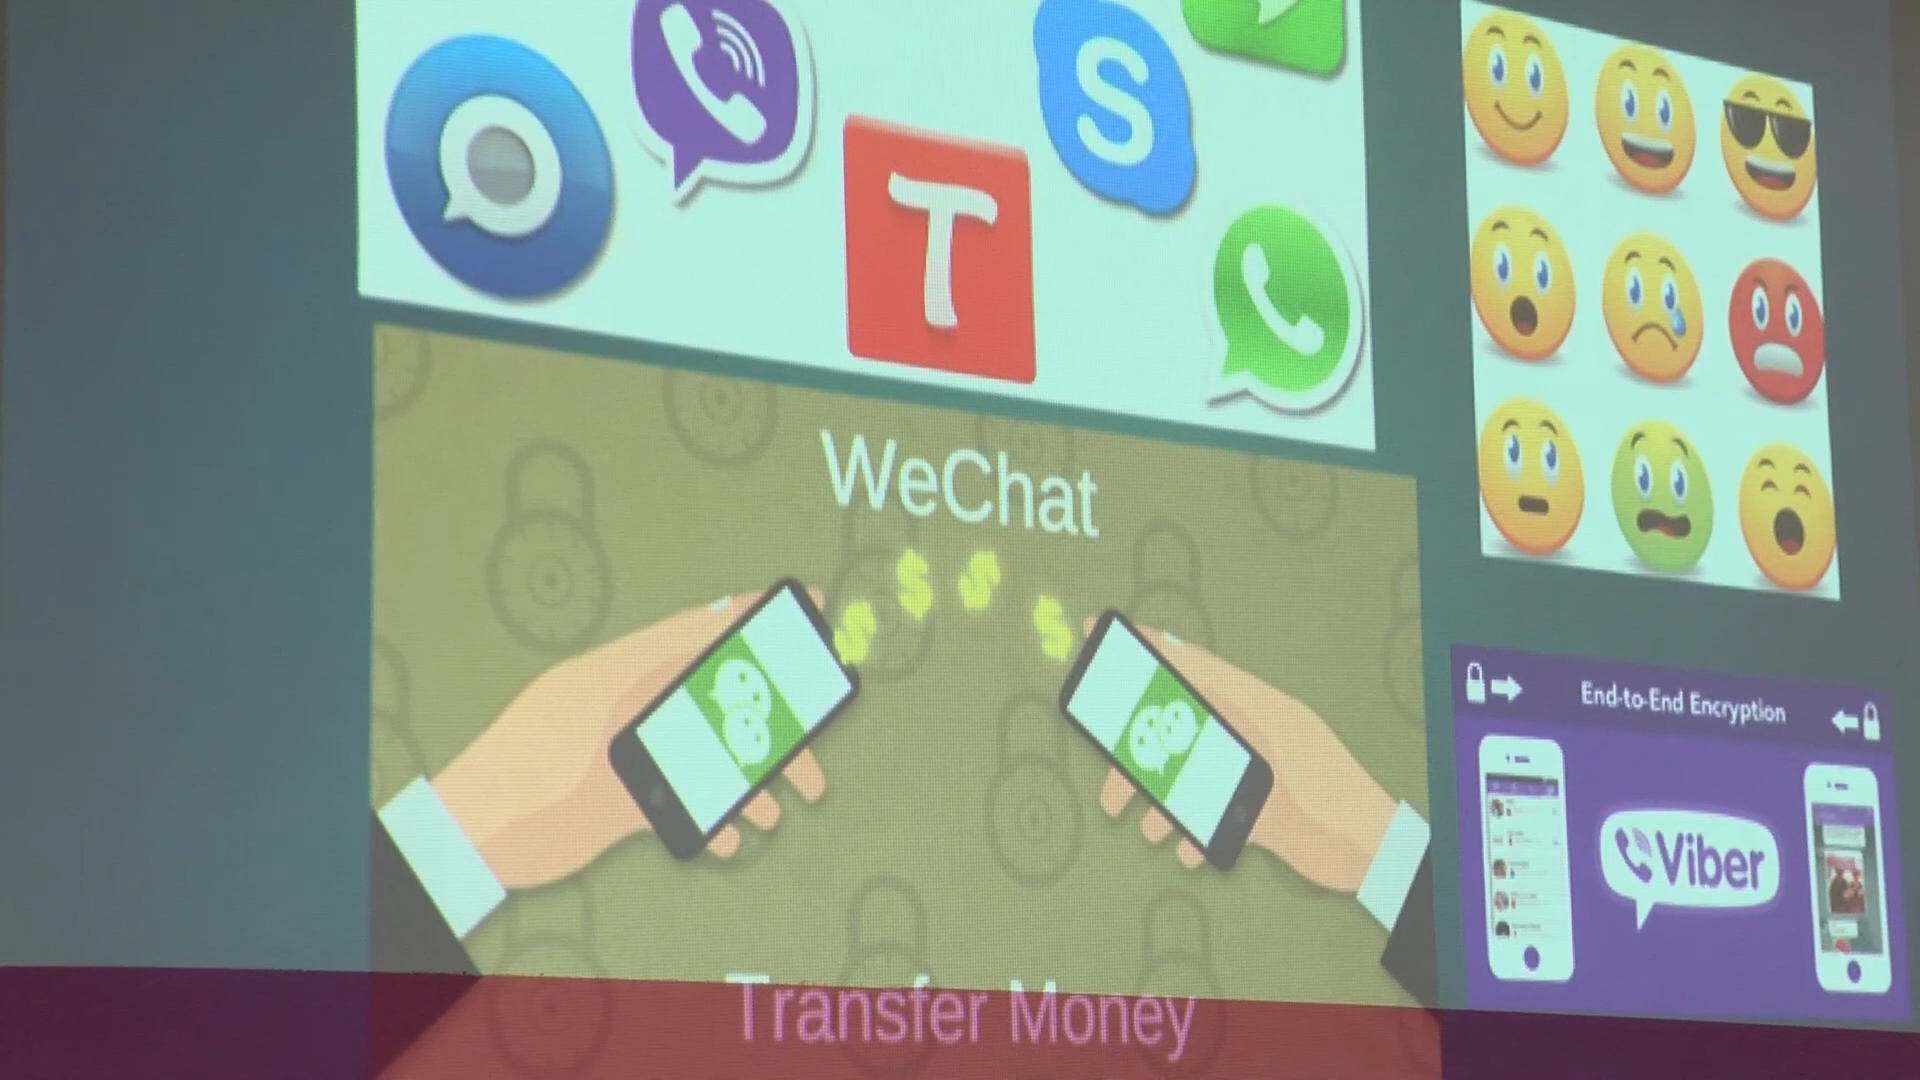 S
T
WeChat
$ $ $ $
Transfer Money
End-to-End Encryption
Viber